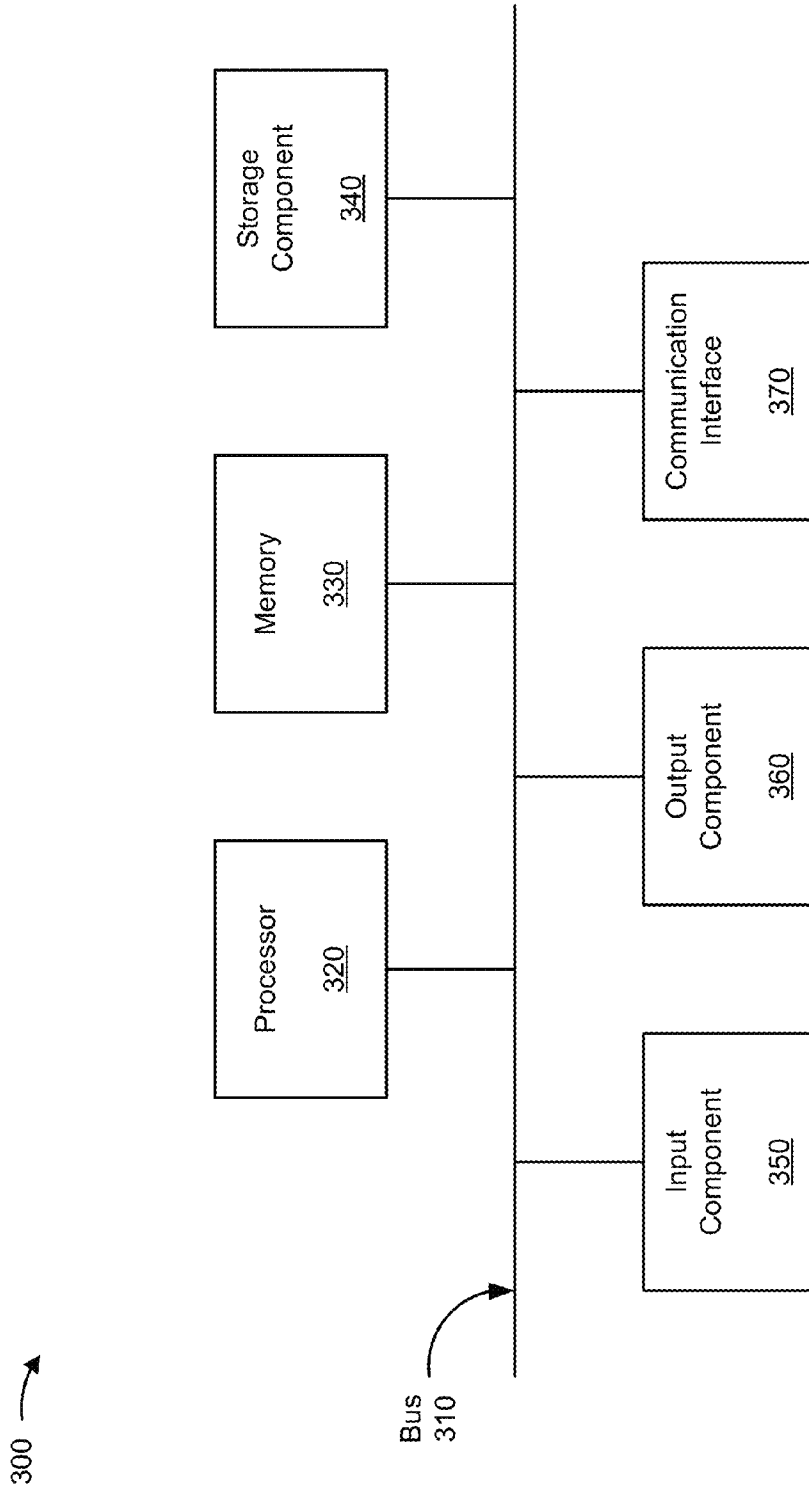 300
Bus
310
Processor
320
Memory
330
Storage
Component
340
Input
Component
350
Output
Component
360
Communication
Interface
370